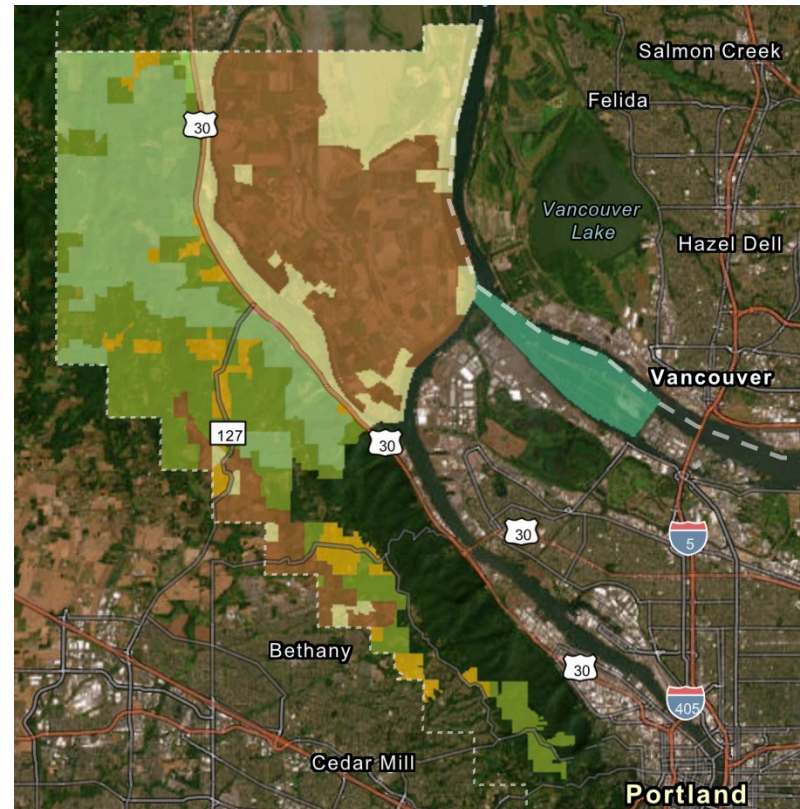 Salmon Creek
Felida
30
Vancouver
Lake
Hazel Dell
Vancouver
127
30
30
5
Bethany
30
405
Cedar Mill
Portland